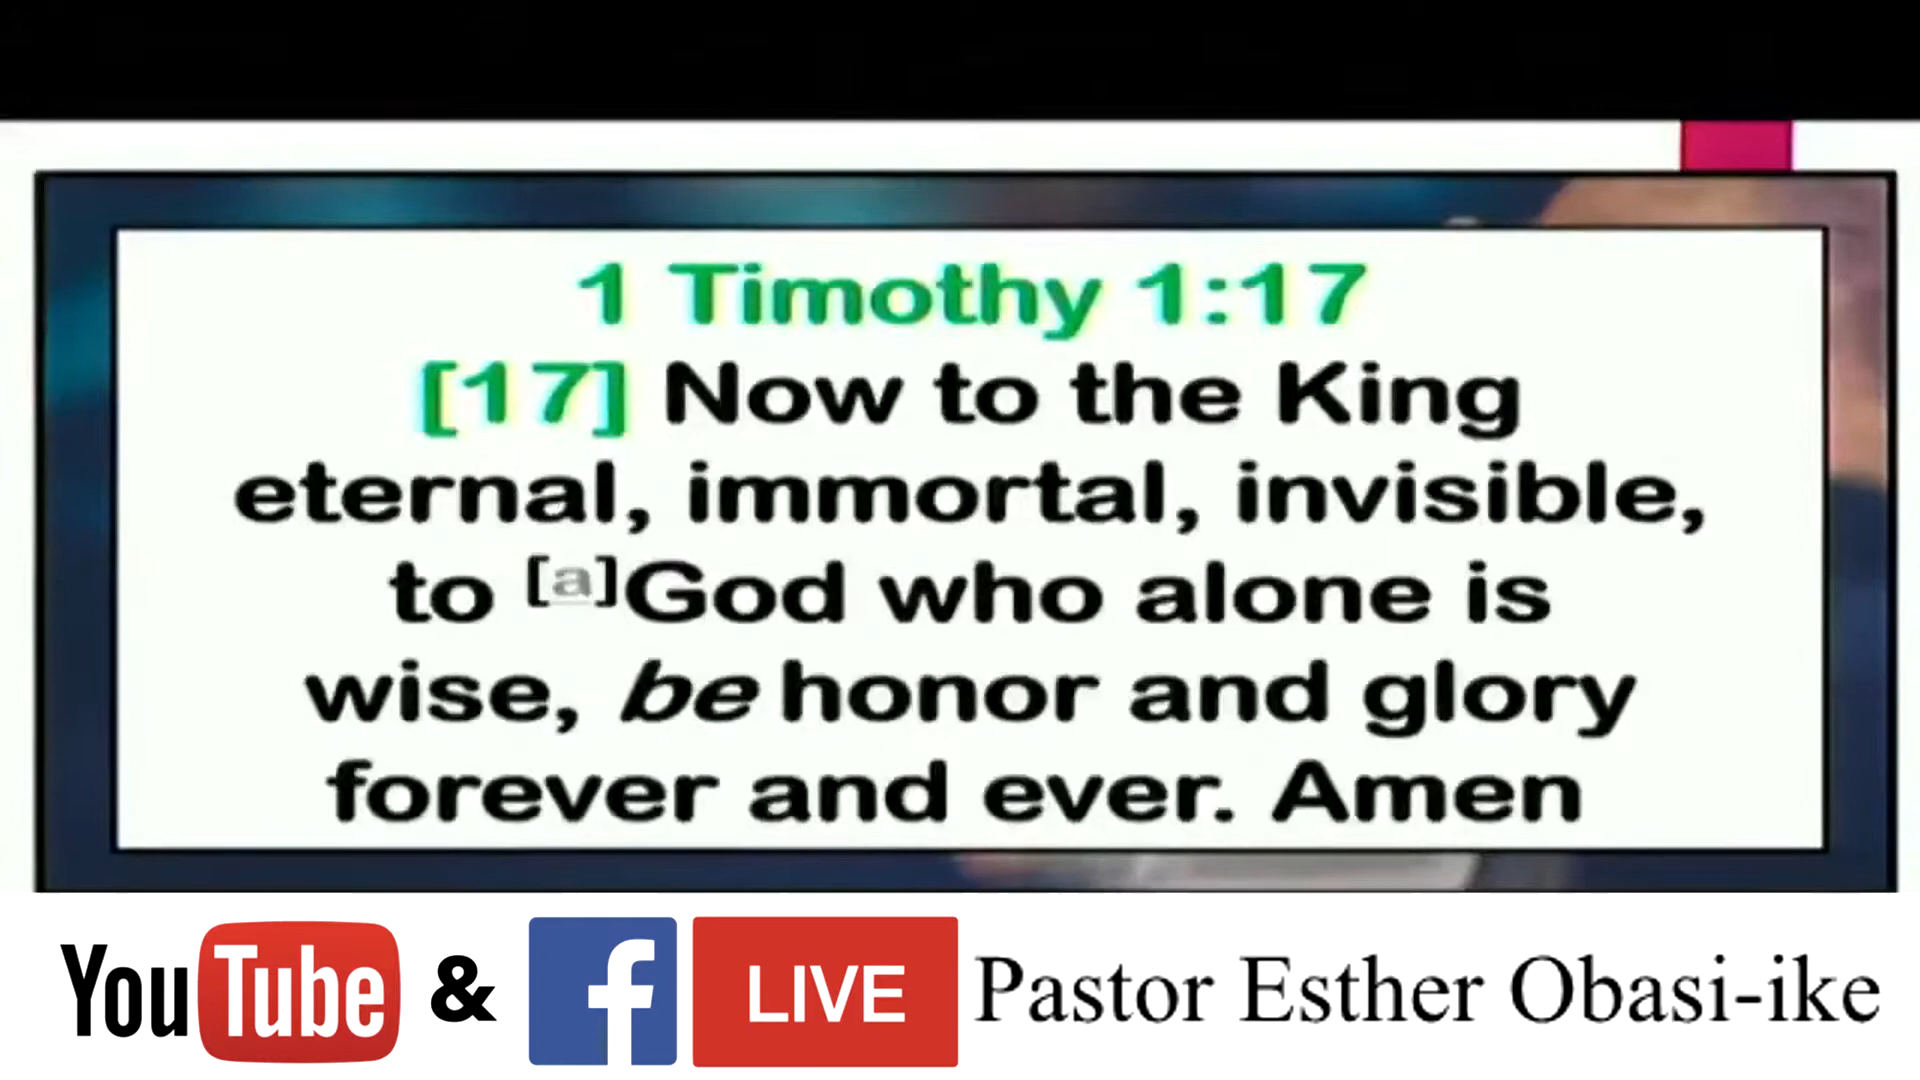 1 Timothy 1:17
[17] Now to the King
eternal, immortal, invisible,
to [a]God who alone is
wise, be honor and glory
forever and ever. Amen
YouTube & f LIVE Pastor Esther Obasi-ike